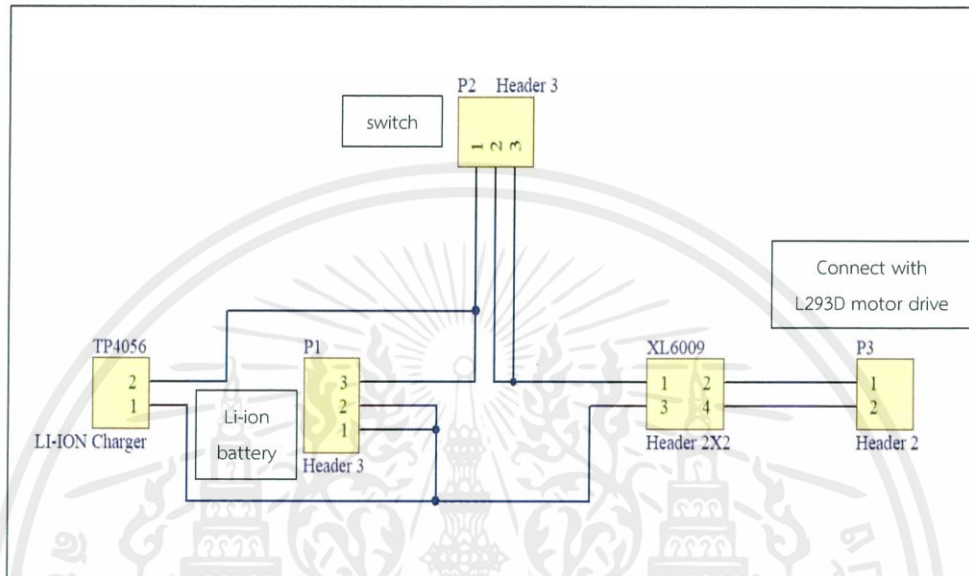 P2 Header 3
switch
1 2 3
Connect with
L293D motor drive
TP4056
2
1
LI-ION Charger
P1
3
2
1
Header 3
Li-ion
battery
XL6009
1 2
3 4
Header 2X2
P3
1
2
Header 2